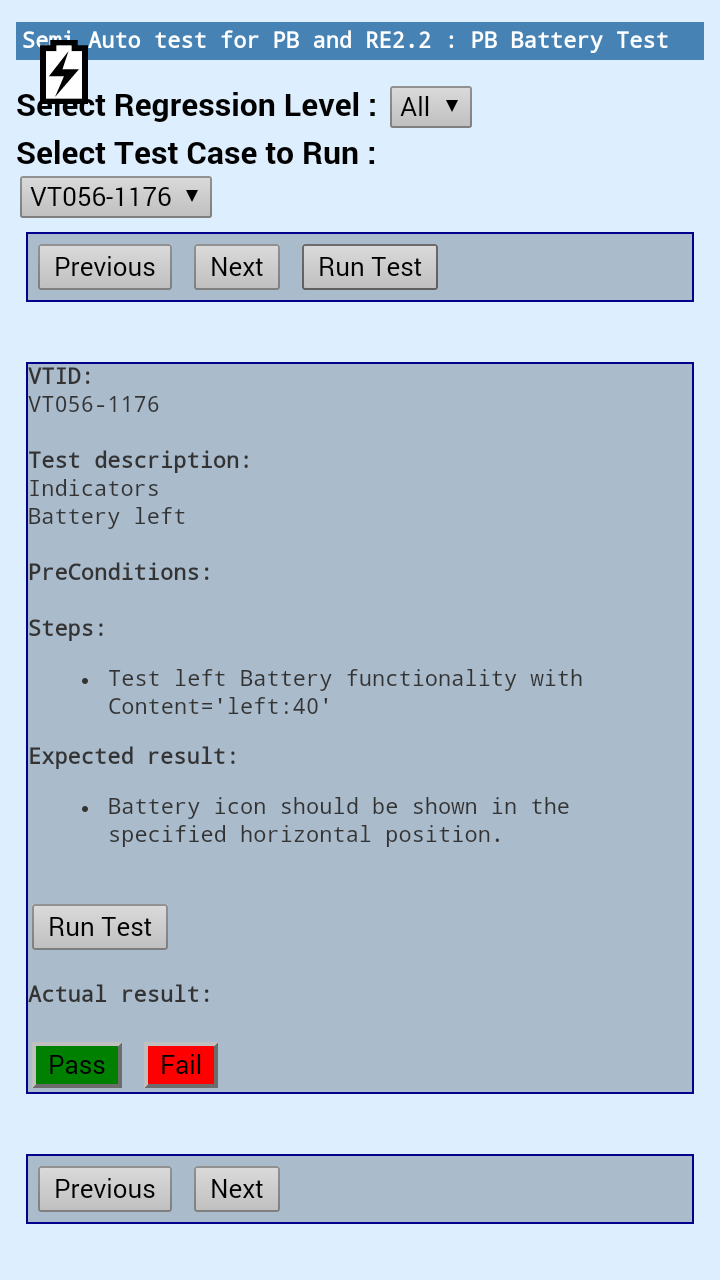 Semi Auto test for PB and RE2.2 : PB Battery Test
Select Regression Level : All
Select Test Case to Run :
VT056-1176
Previous Next Run Test
VTID:
VT056-1176
Test description:
Indicators
Battery left
PreConditions:
Steps:
• Test left Battery functionality with
Content='left:40'
Expected result:
• Battery icon should be shown in the
specified horizontal position.
Run Test
Actual result:
Pass Fail
Previous Next